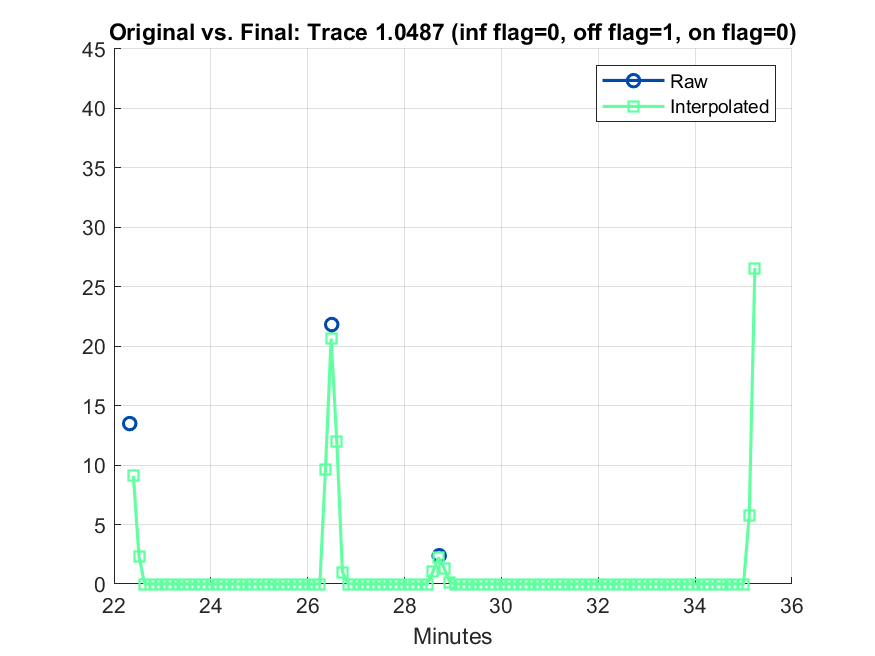 Original vs. Final: Trace 1.0487 (inf flag=0, off flag=1, on flag=0)
45
40
35
30
25
20
15
10
5
0
Raw
Interpolated
22 24 26 28 30 32 34 36
Minutes